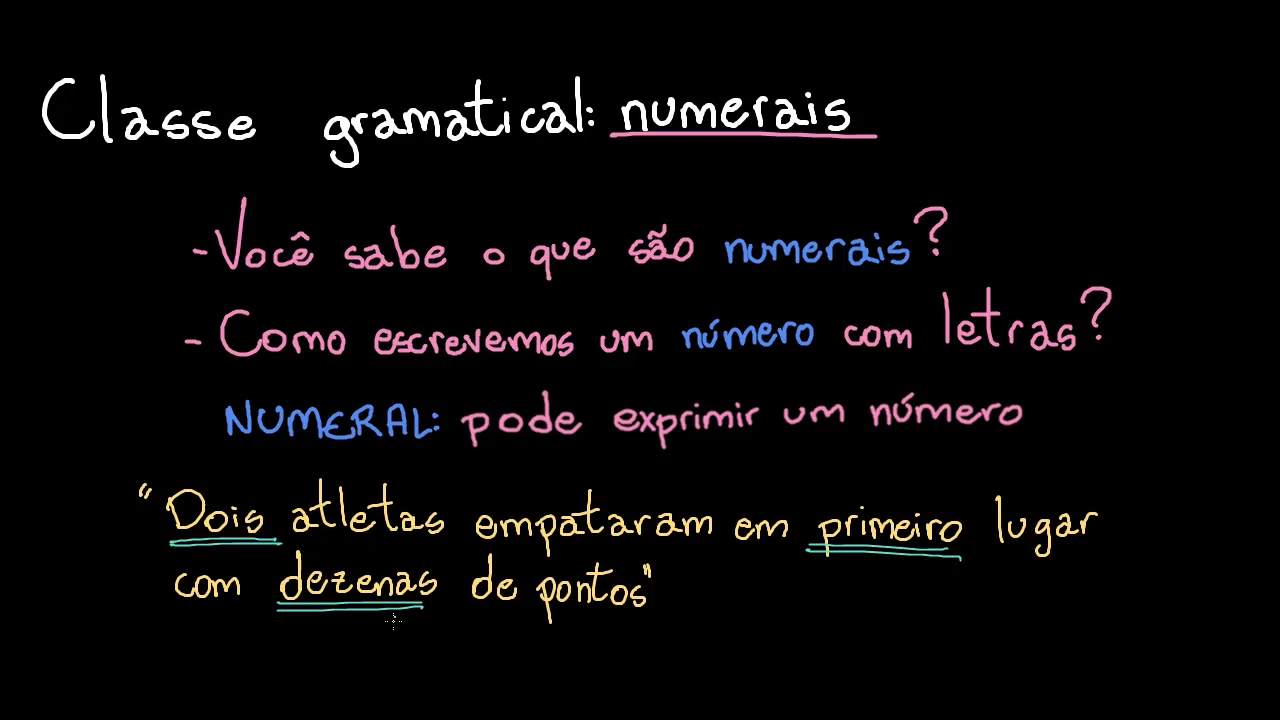 Classe gramatical: numerais
- Você sabe o que são numerais?
- Como escrevemos um número com letras?
NUMERAL: pode exprimir um número
"Dois atletas empataram em primeiro lugar
com dezenas de pontos"